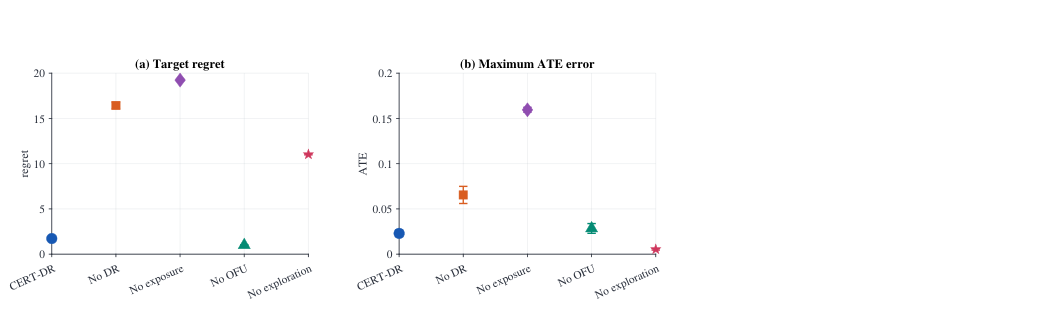 (a) Target regret
20
15
10
5
0
regret
CERT-DR
No DR
No exposure
No OFU
No exploration
(b) Maximum ATE error
0.2
0.15
0.1
0.05
0
ATE
CERT-DR
No DR
No exposure
No OFU
No exploration